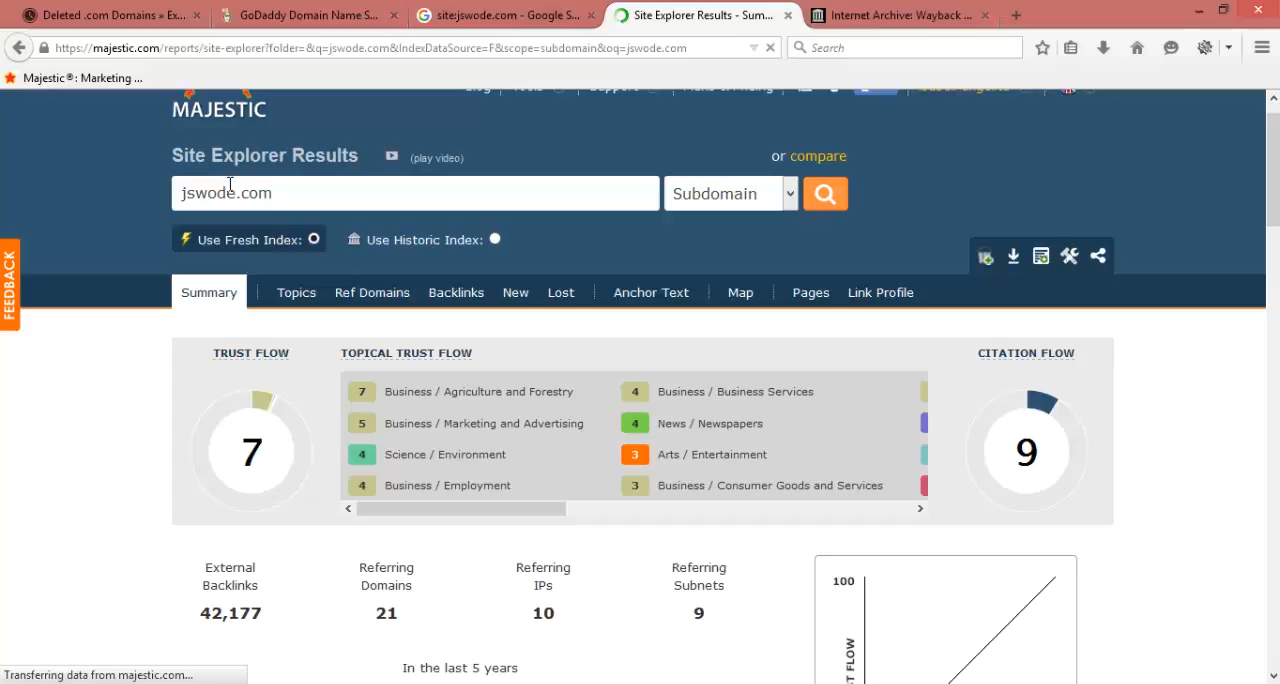 Deleted .com Domains » Ex...
GoDaddy Domain Name S...
site:jswode.com - Google S...
Site Explorer Results - Sum...
Internet Archive: Wayback ...
https://majestic.com/reports/site-explorer?folder=&q=jswode.com&IndexDataSource=F&scope=subdomain&oq=jswode.com
Search
Majestic®: Marketing ...
MAJESTIC
Site Explorer Results
(play video)
or compare
jswode.com
Subdomain
Use Fresh Index:
Use Historic Index:
FEEDBACK
Summary
Topics
Ref Domains
Backlinks
New
Lost
Anchor Text
Map
Pages
Link Profile
TRUST FLOW
TOPICAL TRUST FLOW
CITATION FLOW
7 Business / Agriculture and Forestry
4 Business / Business Services
5 Business / Marketing and Advertising
4 News / Newspapers
7
9
4 Science / Environment
3 Arts / Entertainment
4 Business / Employment
3 Business / Consumer Goods and Services
External Backlinks
42,177
Referring Domains
21
Referring IPs
10
Referring Subnets
9
100
In the last 5 years
FLOW
Transferring data from majestic.com...